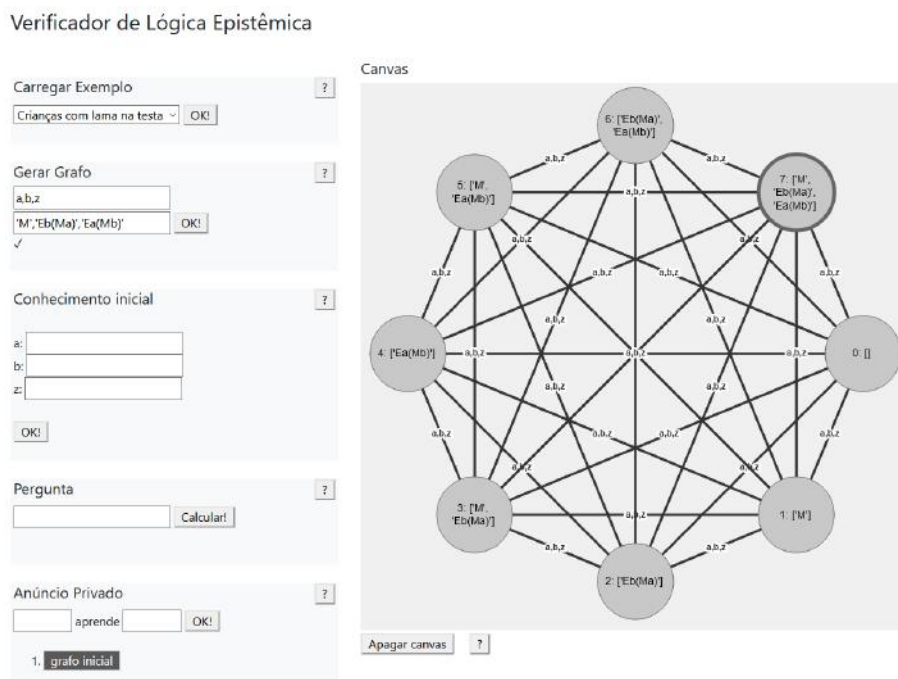 Verificador de Lógica Epistêmica
Carregar Exemplo
?
Crianças com lama na testa
OK!
Gerar Grafo
?
a,b,z
'M','Eb(Ma)','Ea(Mb)'
OK!
✓
Conhecimento inicial
?
a:
b:
z:
OK!
Pergunta
?
Calcular!
Anúncio Privado
?
aprende
OK!
1. grafo inicial
Canvas
6: ['Eb(Ma)',
'Ea(Mb)']
a,b,z
a,b,z
5: ['M',
'Ea(Mb)']
a,b,z
7: ['M',
'Eb(Ma)',
'Ea(Mb)']
a,b,z
a,b,z
a,b,z
a,b,z
a,b,z
a,b,z
a,b,z
a,b,z
4: ['Ea(Mb)']
a,b,z
a,b,z
a,b,z
0: []
a,b,z
a,b,z
a,b,z
a,b,z
a,b,z
a,b,z
a,b,z
a,b,z
3: ['M',
'Eb(Ma)']
a,b,z
1: ['M']
a,b,z
a,b,z
2: ['Eb(Ma)']
Apagar canvas
?